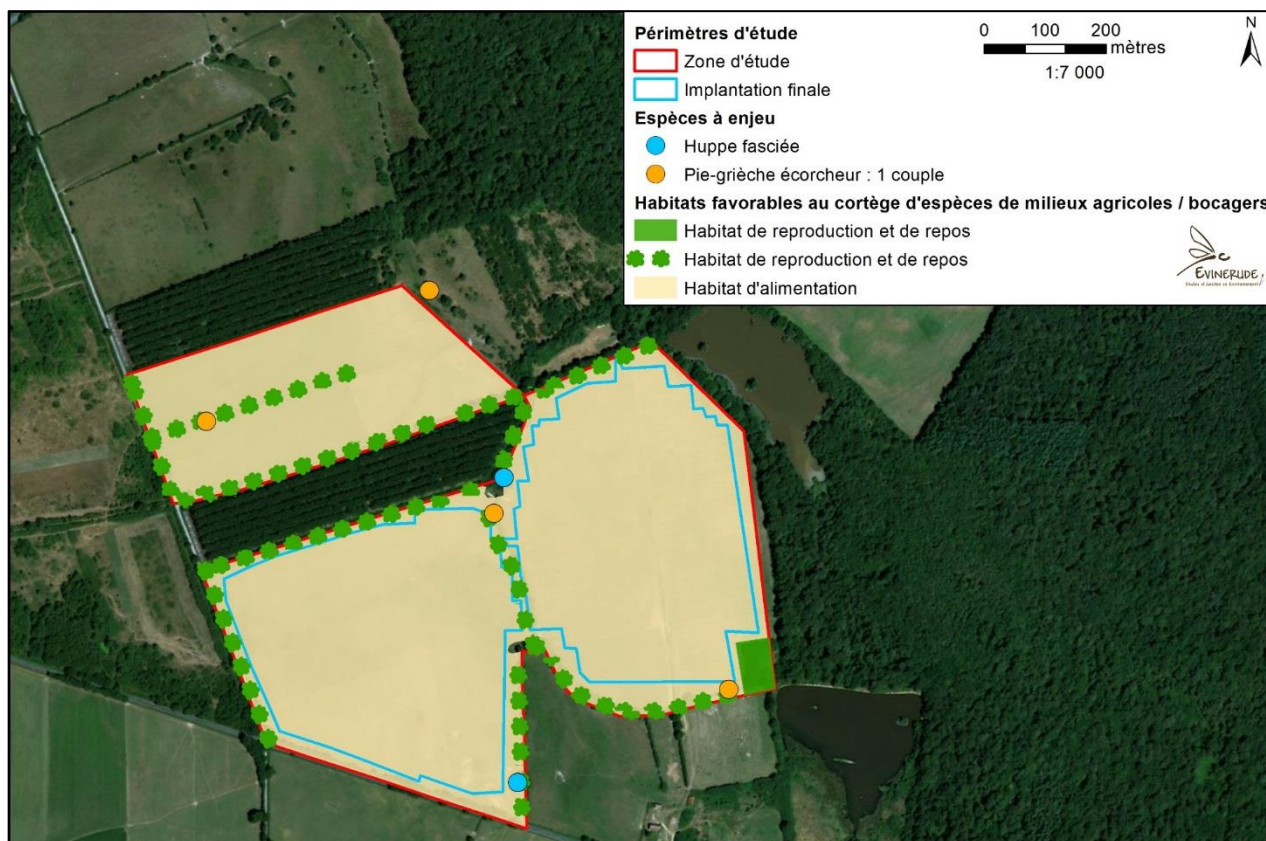 Périmètres d'étude
Zone d'étude
Implantation finale
Espèces à enjeu
Huppe fasciée
Pie-grièche écorcheur : 1 couple
Habitats favorables au cortège d'espèces de milieux agricoles / bocagers
Habitat de reproduction et de repos
Habitat de reproduction et de repos
Habitat d'alimentation
0 100 200
mètres
1:7 000
N
EVINERUDE